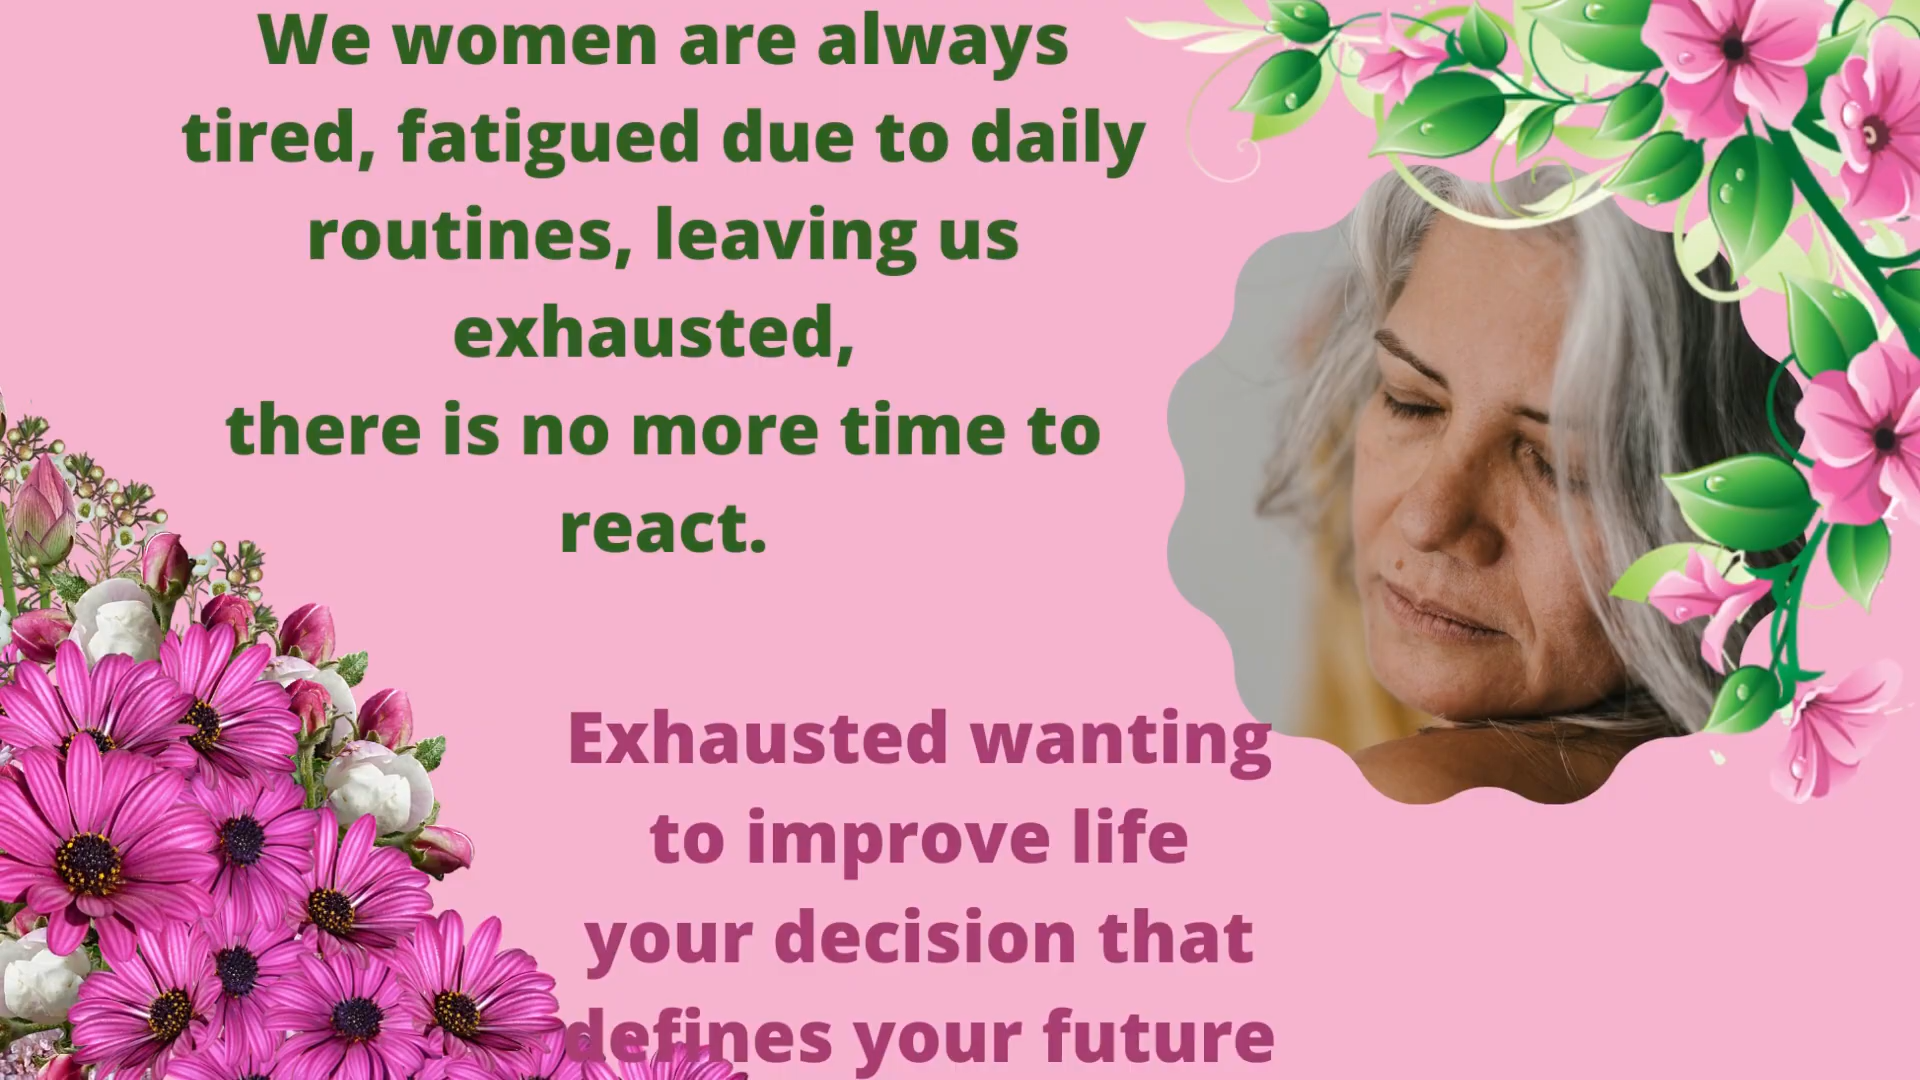 We women are always
tired, fatigued due to daily
routines, leaving us
exhausted,
there is no more time to
react.
Exhausted wanting
to improve life
your decision that
defines your future